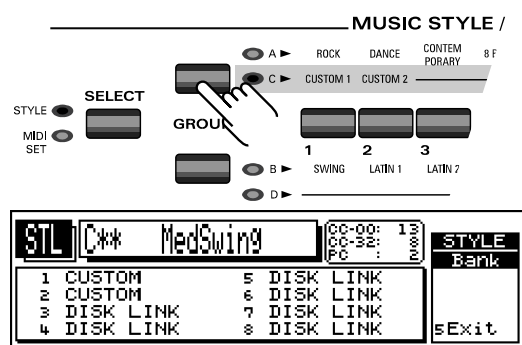 MUSIC STYLE /
A ► ROCK DANCE CONTEM PORARY 8
C ► CUSTOM 1 CUSTOM 2
SELECT
STYLE
MIDI SET
GROUP
1 2 3
B ► SWING LATIN 1 LATIN 2
D ►
STL C** MedSwing CC-00: 13
CC-32: 8
PC : 2
STYLE
Bank
1 CUSTOM 5 DISK LINK
2 CUSTOM 6 DISK LINK
3 DISK LINK 7 DISK LINK
4 DISK LINK 8 DISK LINK
5Exit